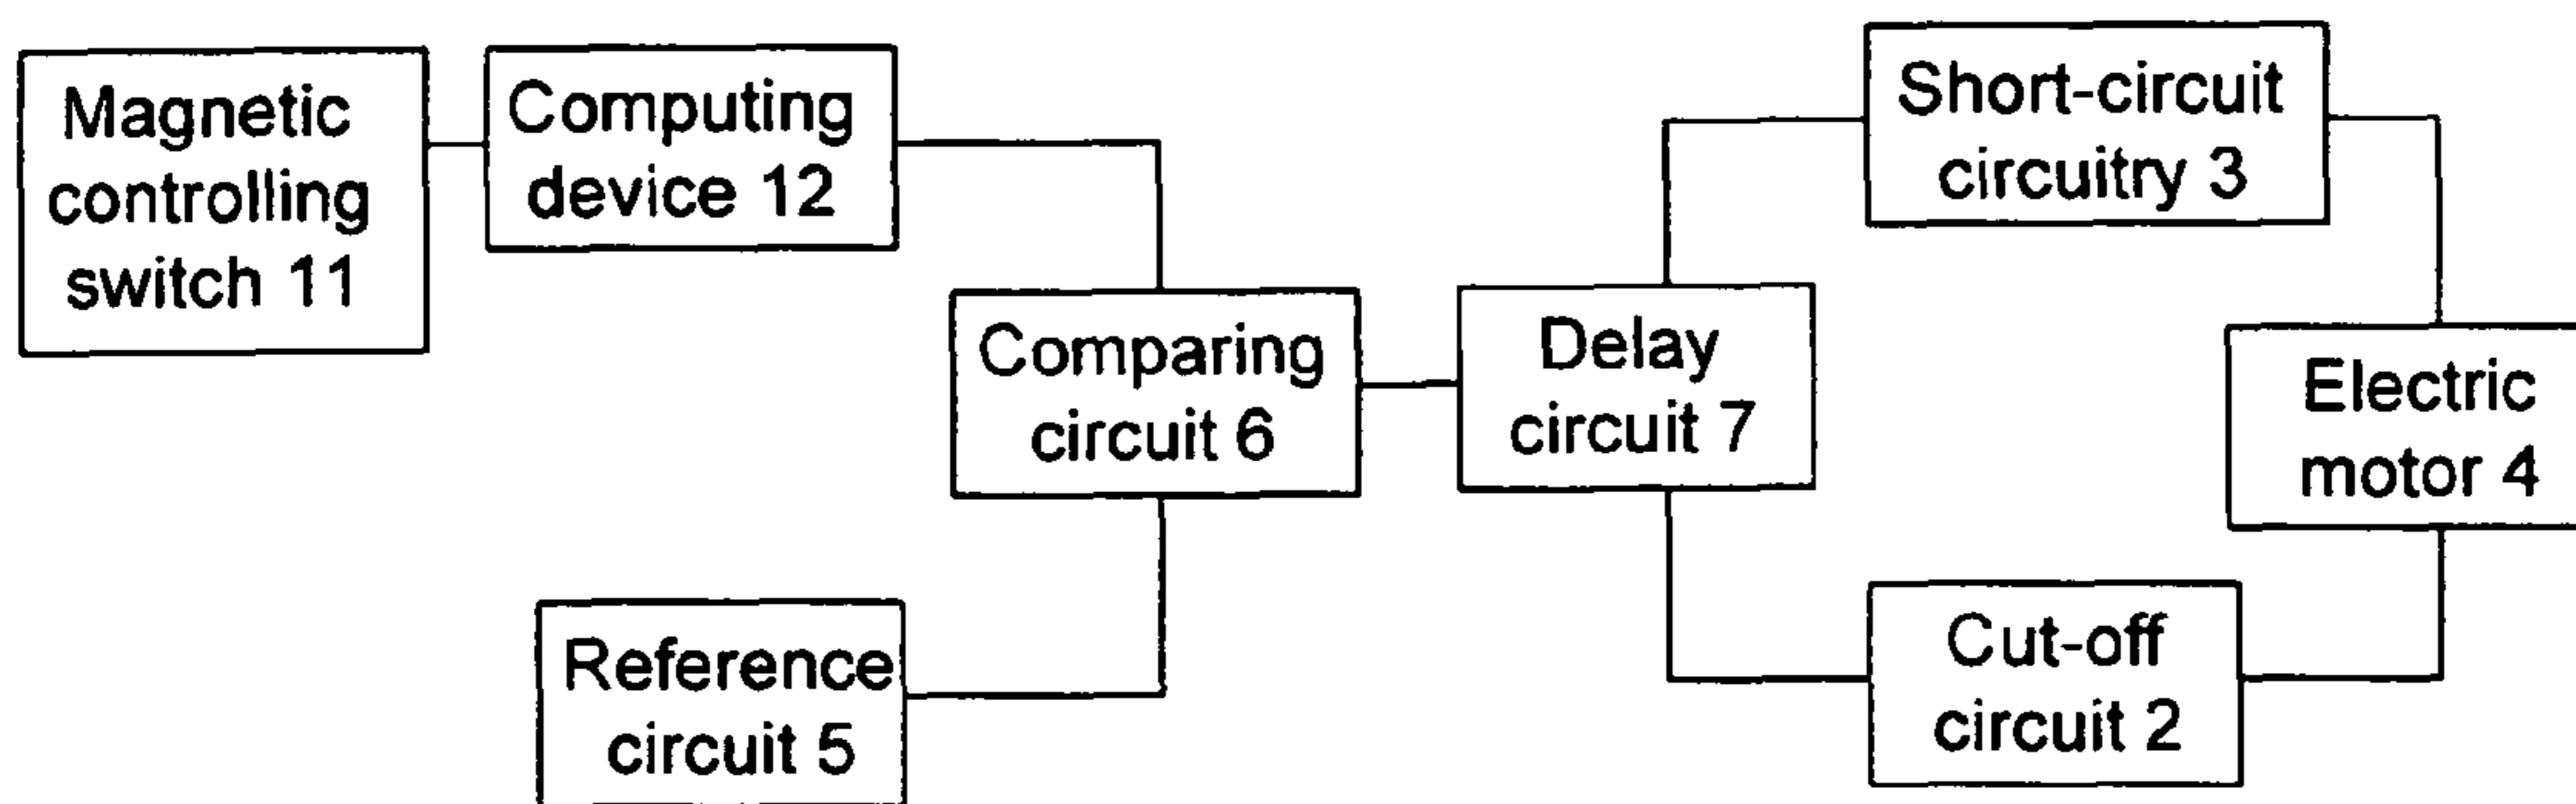 Magnetic
controlling
switch 11
Computing
device 12
Comparing
circuit 6
Reference
circuit 5
Delay
circuit 7
Short-circuit
circuitry 3
Cut-off
circuit 2
Electric
motor 4